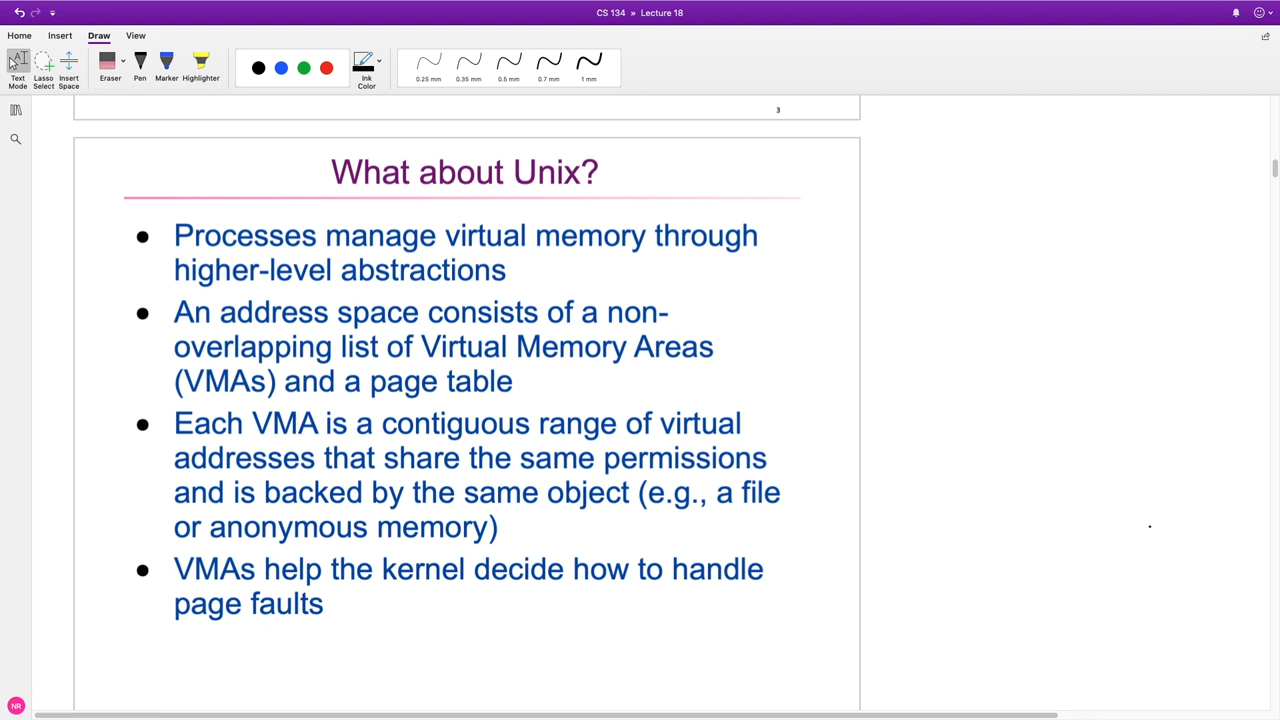 CS 134 » Lecture 18
Home Insert Draw View
Text Mode
Lasso Select
Insert Space
Eraser
Pen
Marker
Highlighter
Ink Color
0.25 mm
0.35 mm
0.5 mm
0.7 mm
1 mm
3
What about Unix?
● Processes manage virtual memory through
higher-level abstractions
● An address space consists of a non-
overlapping list of Virtual Memory Areas
(VMAs) and a page table
● Each VMA is a contiguous range of virtual
addresses that share the same permissions
and is backed by the same object (e.g., a file
or anonymous memory)
● VMAs help the kernel decide how to handle
page faults
NR